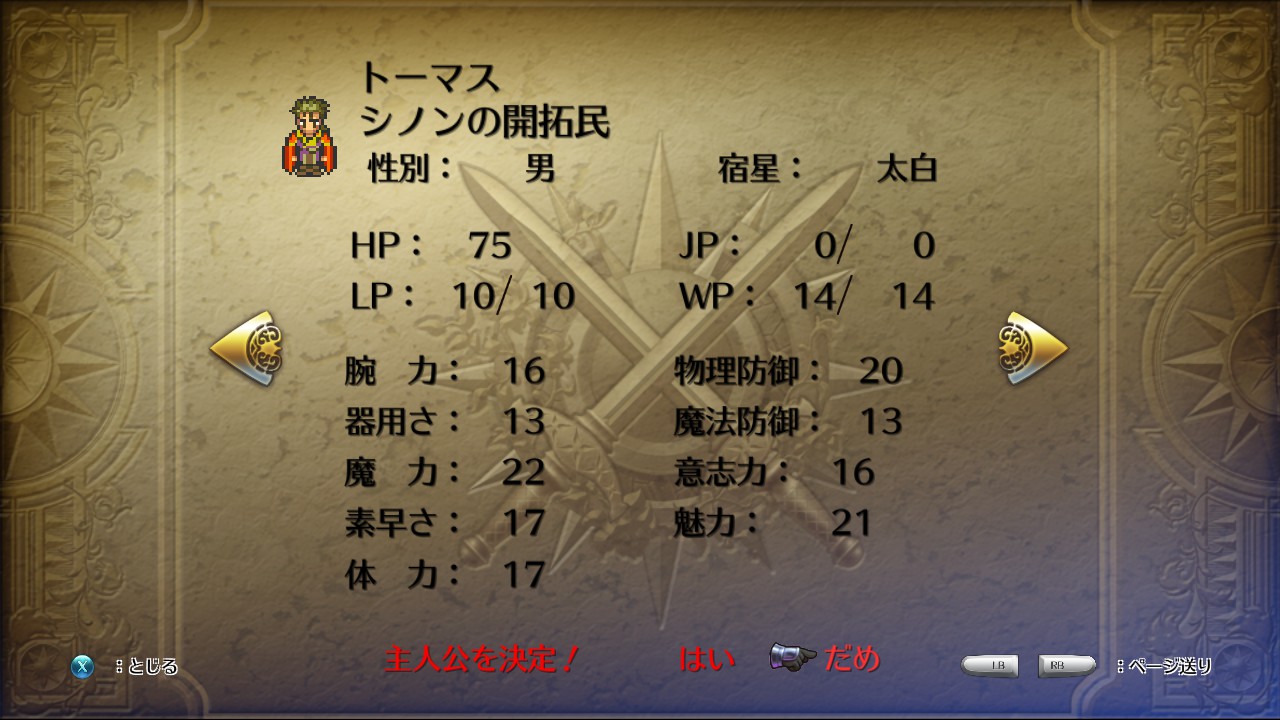 トーマス
シノンの開拓民
性別： 男 宿星： 太白
HP： 75 JP： 0/ 0
LP： 10/ 10 WP： 14/ 14
腕 力： 16 物理防御： 20
器用さ： 13 魔法防御： 13
魔 力： 22 意志力： 16
素早さ： 17 魅力： 21
体 力： 17
主人公を決定！ はい だめ
X ：とじる LB RB ：ページ送り